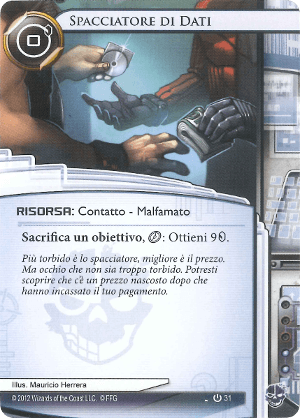 SPACCIATORE DI DATI
0
RISORSA: Contatto - Malfamato
Sacrifica un obiettivo, : Ottieni 9.
Più torbido è lo spacciatore, migliore è il prezzo.
Ma occhio che non sia troppo torbido. Potresti
scoprire che c'è un prezzo nascosto dopo che
hanno incassato il tuo pagamento.
Illus. Mauricio Herrera
©2012 Wizards of the Coast LLC. ©FFG
31